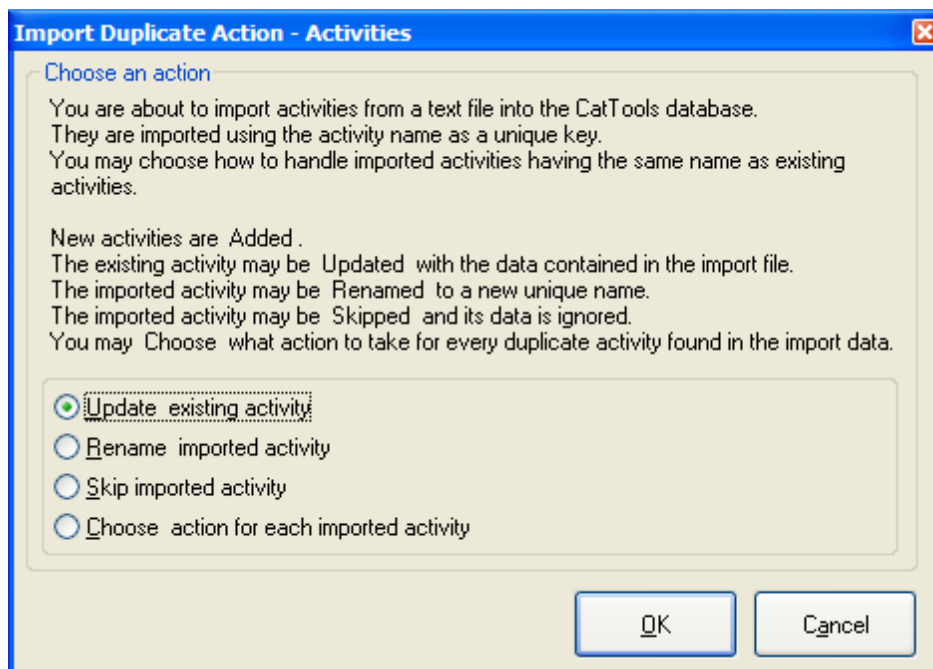 Import Duplicate Action - Activities
Choose an action
You are about to import activities from a text file into the CatTools database.
They are imported using the activity name as a unique key.
You may choose how to handle imported activities having the same name as existing
activities.
New activities are Added .
The existing activity may be Updated with the data contained in the import file.
The imported activity may be Renamed to a new unique name.
The imported activity may be Skipped and its data is ignored.
You may Choose what action to take for every duplicate activity found in the import data.
Update existing activity
Rename imported activity
Skip imported activity
Choose action for each imported activity
OK Cancel